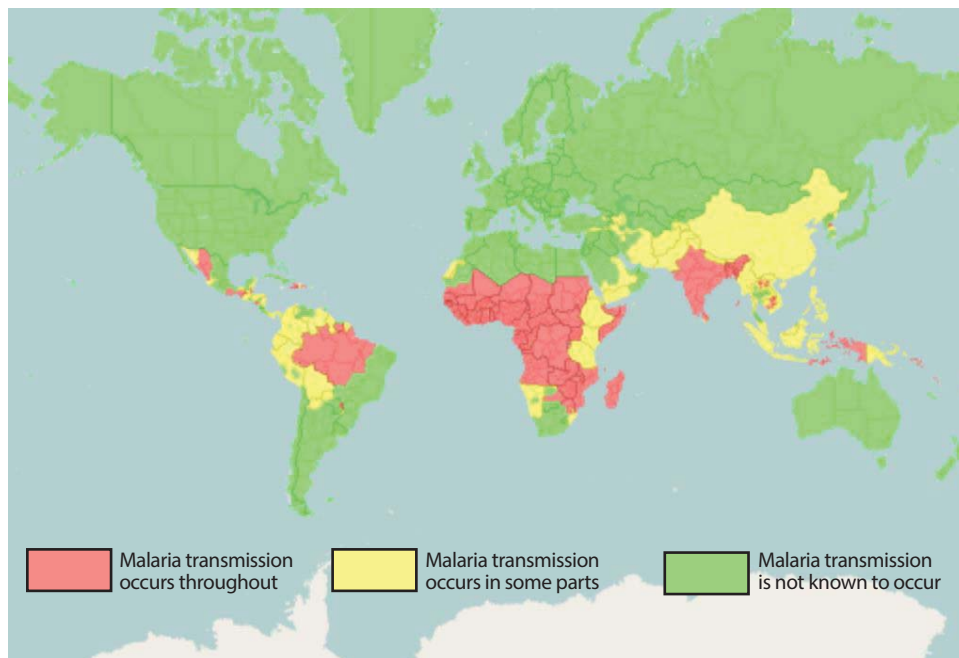 Malaria transmission
occurs throughout
Malaria transmission
occurs in some parts
Malaria transmission
is not known to occur